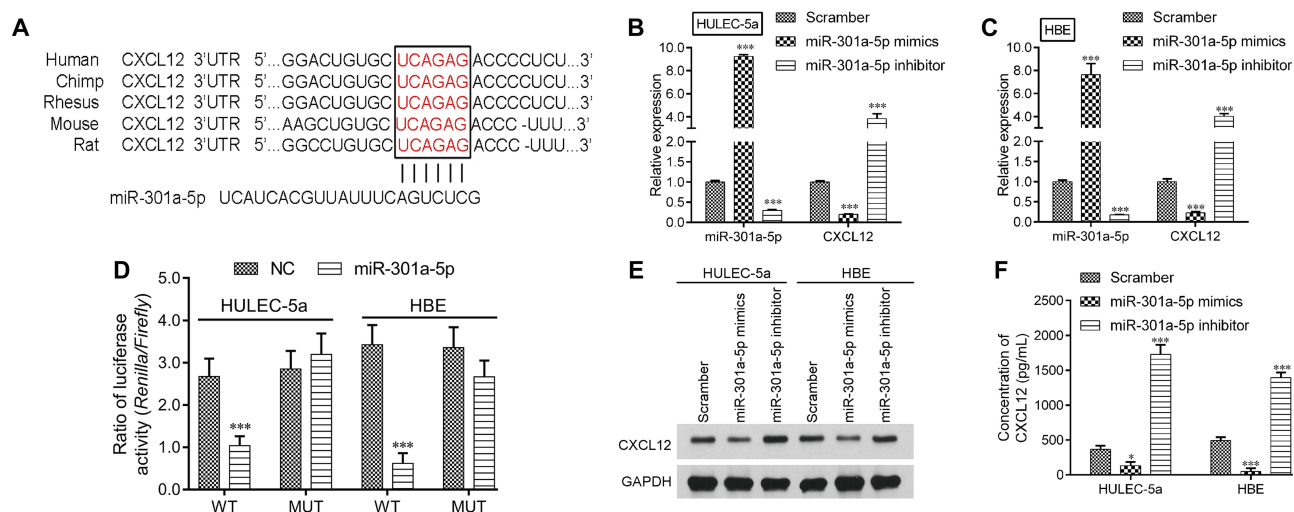 A
Human CXCL12 3'UTR 5'...GGACUGUGC UCAGAG ACCCCUCU...3'
Chimp CXCL12 3'UTR 5'...GGACUGUGC UCAGAG ACCCCUCU...3'
Rhesus CXCL12 3'UTR 5'...GGACUGUGC UCAGAG ACCCCUCU...3'
Mouse CXCL12 3'UTR 5'...AAGCUGUGC UCAGAG ACCC -UUU...3'
Rat CXCL12 3'UTR 5'...GGCCUGUGC UCAGAG ACCC -UUU...3'
miR-301a-5p UCAUCACGUUAUUUCAGUCUCG
B
HULEC-5a
Scramber
miR-301a-5p mimics
miR-301a-5p inhibitor
Relative expression
10.0
8.0
6.0
4.0
2.0
2.0
1.5
1.0
0.5
0.0
***
***
***
***
miR-301a-5p CXCL12
C
HBE
Scramber
miR-301a-5p mimics
miR-301a-5p inhibitor
Relative expression
10.0
8.0
6.0
4.0
2.0
2.0
1.5
1.0
0.5
0.0
***
***
***
***
miR-301a-5p CXCL12
D
NC miR-301a-5p
Ratio of luciferase
activity (Renilla/Firefly)
5.0
4.0
3.0
2.0
1.0
0.0
HULEC-5a HBE
***
***
WT MUT WT MUT
E
HULEC-5a HBE
Scramber
miR-301a-5p mimics
miR-301a-5p inhibitor
Scramber
miR-301a-5p mimics
miR-301a-5p inhibitor
CXCL12
GAPDH
F
Scramber
miR-301a-5p mimics
miR-301a-5p inhibitor
Concentration of
CXCL12 (pg/mL)
2500
2000
1500
1000
500
0
*
***
***
***
HULEC-5a HBE